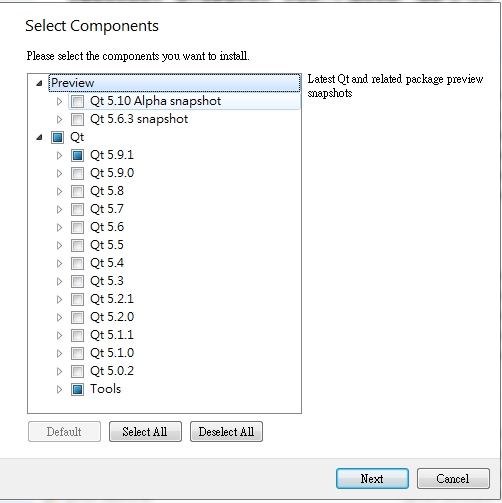 Select Components
Please select the components you want to install.
Preview
Qt 5.10 Alpha snapshot
Qt 5.6.3 snapshot
Qt
Qt 5.9.1
Qt 5.9.0
Qt 5.8
Qt 5.7
Qt 5.6
Qt 5.5
Qt 5.4
Qt 5.3
Qt 5.2.1
Qt 5.2.0
Qt 5.1.1
Qt 5.1.0
Qt 5.0.2
Tools
Latest Qt and related package preview
snapshots
Default
Select All
Deselect All
Next
Cancel